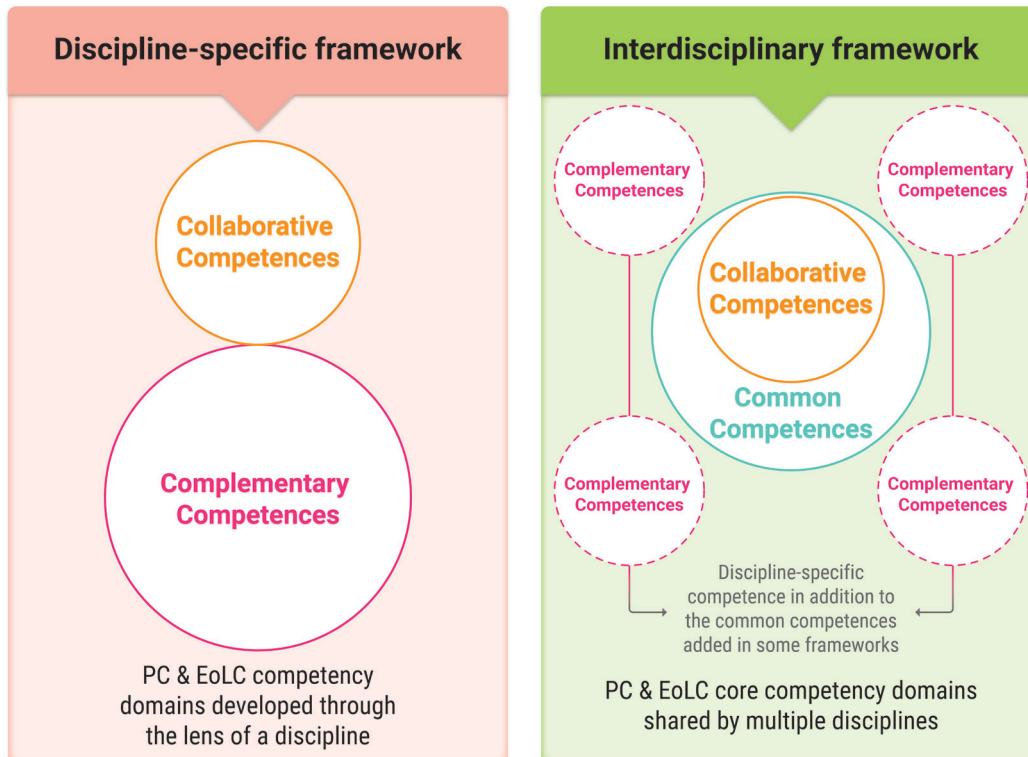 Discipline-specific framework
Collaborative
Competences
Complementary
Competences
PC & EoLC competency
domains developed through
the lens of a discipline
Interdisciplinary framework
Complementary
Competences
Complementary
Competences
Collaborative
Competences
Common
Competences
Complementary
Competences
Complementary
Competences
Discipline-specific
competence in addition to
the common competences
added in some frameworks
PC & EoLC core competency domains
shared by multiple disciplines